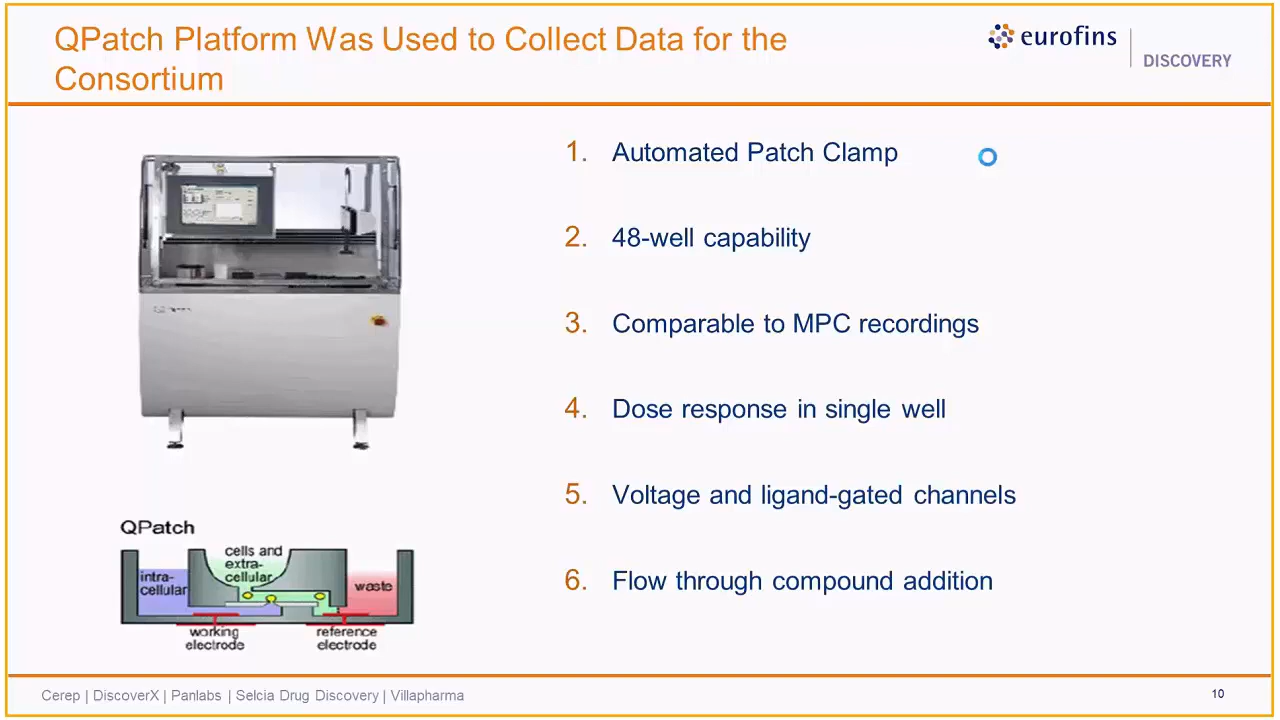 QPatch Platform Was Used to Collect Data for the
Consortium
eurofins
DISCOVERY
1. Automated Patch Clamp
2. 48-well capability
3. Comparable to MPC recordings
4. Dose response in single well
5. Voltage and ligand-gated channels
6. Flow through compound addition
QPatch
cells and
extra-
cellular
intra-
cellular
waste
working
electrode
reference
electrode
Cerep | DiscoverX | Panlabs | Selcia Drug Discovery | Villapharma
10